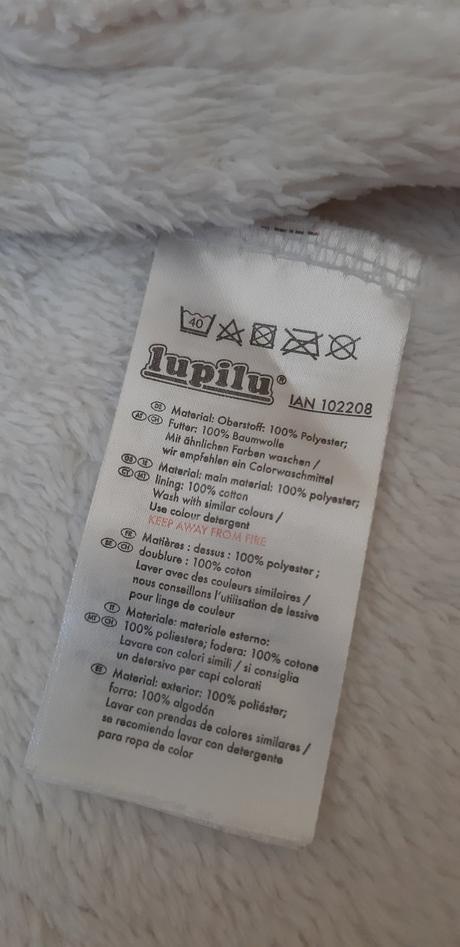 40
lupilu®
IAN 102208
DE Material: Oberstoff: 100% Polyester;
AT CH Futter: 100% Baumwolle
Mit ähnlichen Farben waschen /
wir empfehlen ein Colorwaschmittel
GB IE Material: main material: 100% polyester;
CY MT lining: 100% cotton
Wash with similar colours /
Use colour detergent
KEEP AWAY FROM FIRE
FR Matières : dessus : 100% polyester ;
BE CH doublure : 100% coton
Laver avec des couleurs similaires /
nous conseillons l'utilisation de lessive
pour linge de couleur
IT Materiale: materiale esterno:
MT CH 100% poliestere; fodera: 100% cotone
Lavare con colori simili / si consiglia
un detersivo per capi colorati
ES Material: exterior: 100% poliéster;
forro: 100% algodón
Lavar con prendas de colores similares /
se recomienda lavar con detergente
para ropa de color